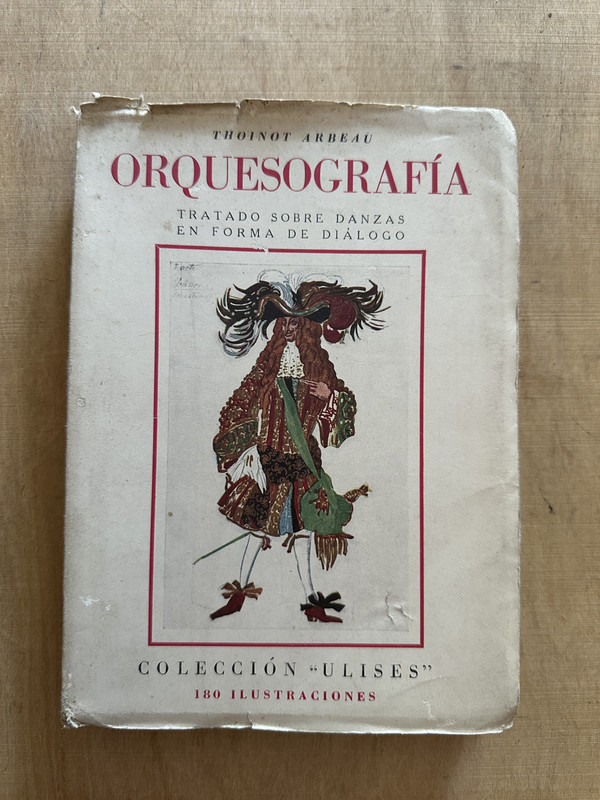 THOINOT ARBEAU
ORQUESOGRAFÍA
TRATADO SOBRE DANZAS
EN FORMA DE DIÁLOGO
COLECCIÓN "ULISES"
180 ILUSTRACIONES